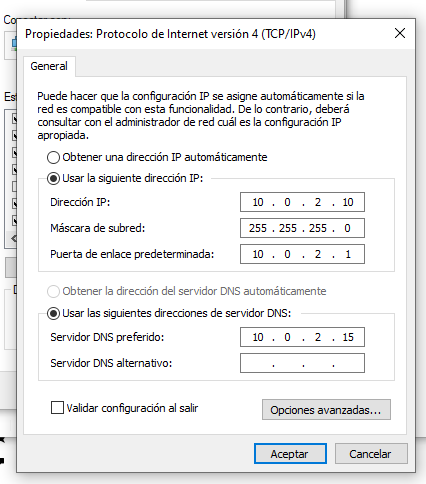 Propiedades: Protocolo de Internet versión 4 (TCP/IPv4)
General
Puede hacer que la configuración IP se asigne automáticamente si la
red es compatible con esta funcionalidad. De lo contrario, deberá
consultar con el administrador de red cuál es la configuración IP
apropiada.
Obtener una dirección IP automáticamente
Usar la siguiente dirección IP:
Dirección IP: 10 . 0 . 2 . 10
Máscara de subred: 255 . 255 . 255 . 0
Puerta de enlace predeterminada: 10 . 0 . 2 . 1
Obtener la dirección del servidor DNS automáticamente
Usar las siguientes direcciones de servidor DNS:
Servidor DNS preferido: 10 . 0 . 2 . 15
Servidor DNS alternativo: . . .
Validar configuración al salir
Opciones avanzadas...
Aceptar Cancelar